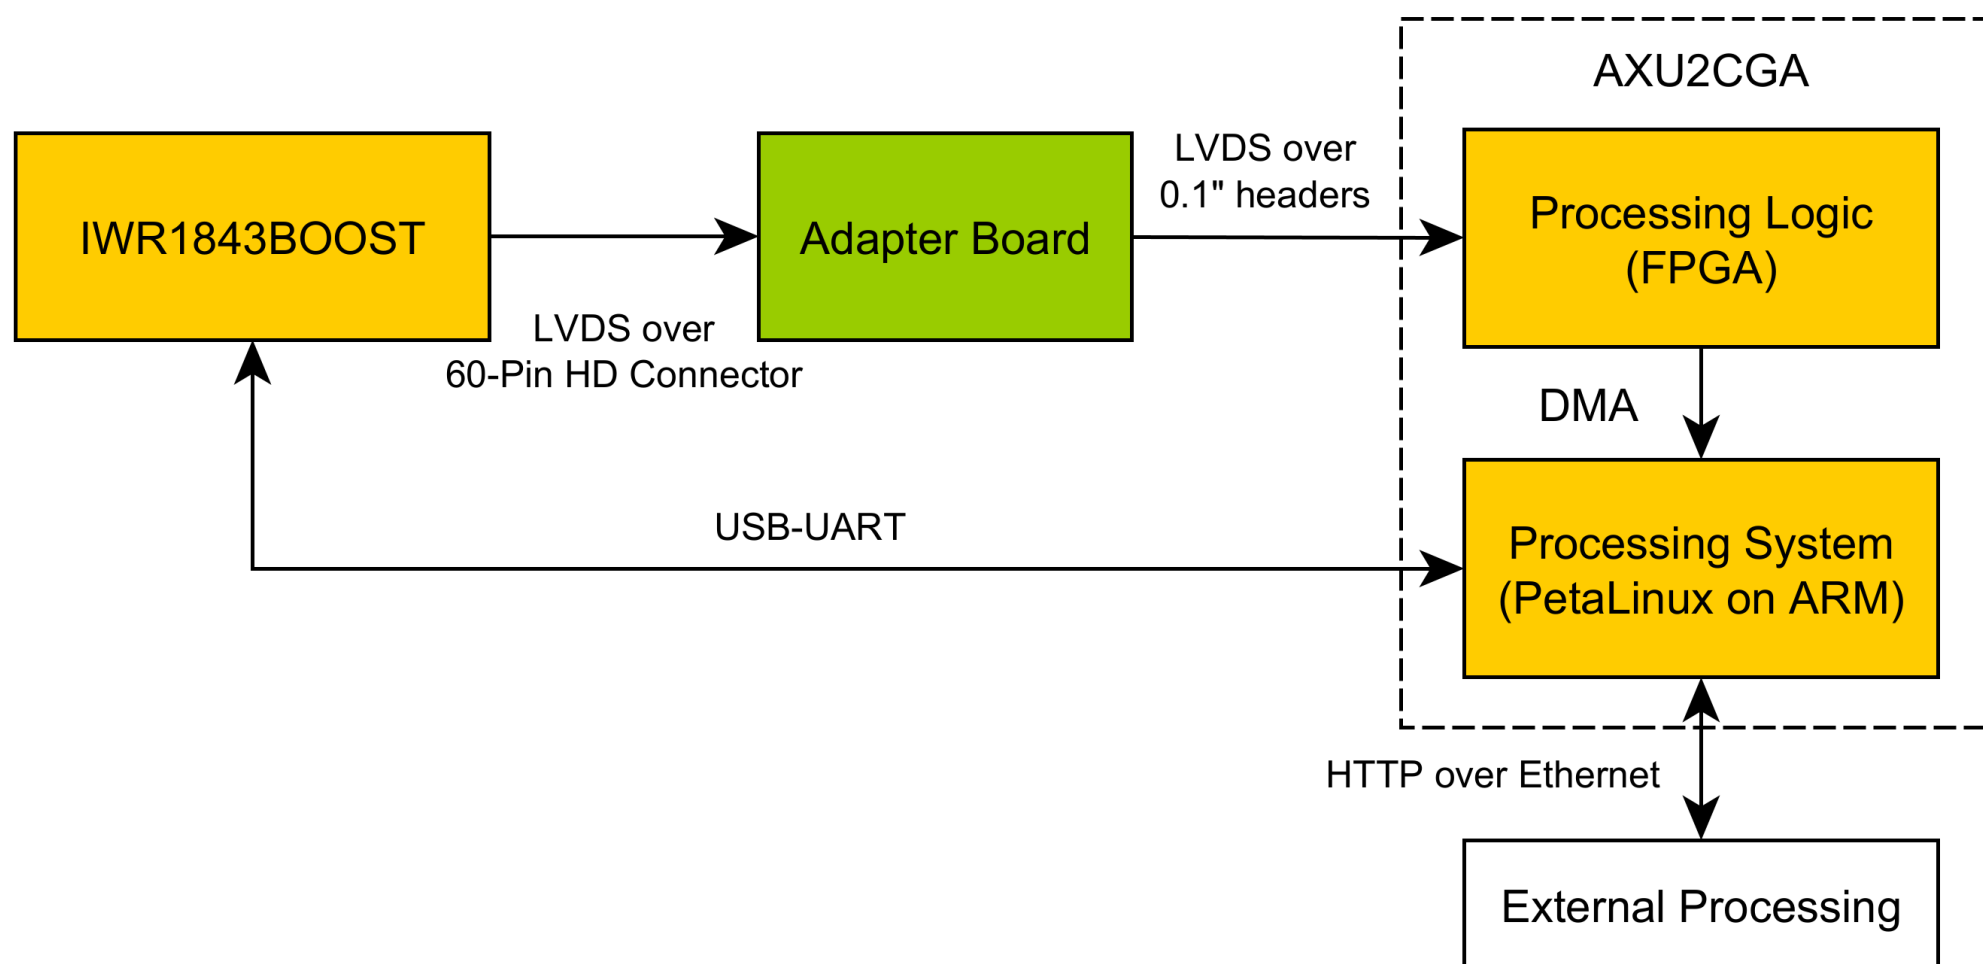 AXU2CGA
IWR1843BOOST
LVDS over
60-Pin HD Connector
Adapter Board
LVDS over
0.1" headers
Processing Logic
(FPGA)
DMA
USB-UART
Processing System
(PetaLinux on ARM)
HTTP over Ethernet
External Processing